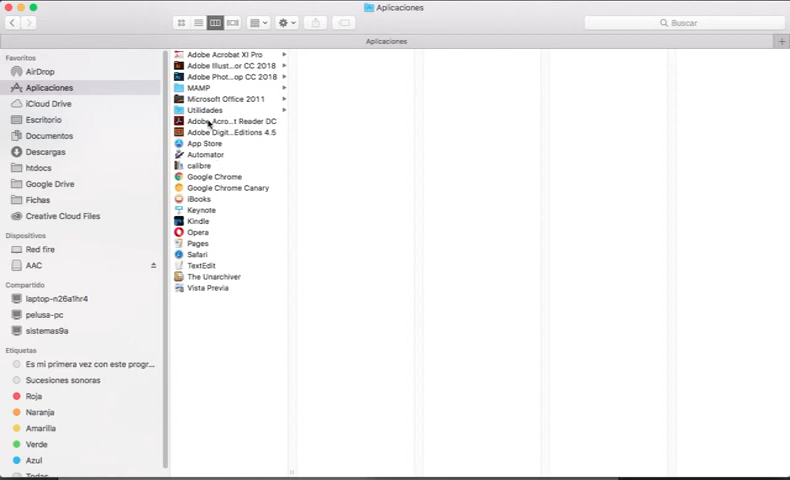 Aplicaciones
Buscar
Aplicaciones
Favoritos
AirDrop
Aplicaciones
iCloud Drive
Escritorio
Documentos
Descargas
htdocs
Google Drive
Fichas
Creative Cloud Files
Dispositivos
Red fire
AAC
Compartido
laptop-n26a1hr4
pelusa-pc
sistemas9a
Etiquetas
Es mi primera vez con este progr...
Sucesiones sonoras
Roja
Naranja
Amarilla
Verde
Azul
Todas
Adobe Acrobat XI Pro
Adobe Illust...or CC 2018
Adobe Phot...op CC 2018
MAMP
Microsoft Office 2011
Utilidades
Adobe Acro...t Reader DC
Adobe Digit...Editions 4.5
App Store
Automator
calibre
Google Chrome
Google Chrome Canary
iBooks
Keynote
Kindle
Opera
Pages
Safari
TextEdit
The Unarchiver
Vista Previa